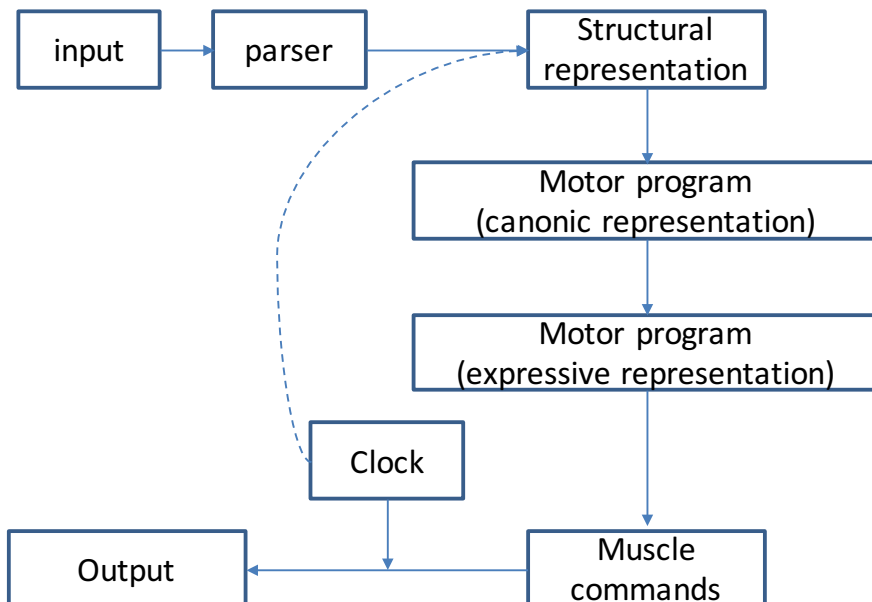 input
parser
Structural
representation
Motor program
(canonic representation)
Motor program
(expressive representation)
Clock
Output
Muscle
commands